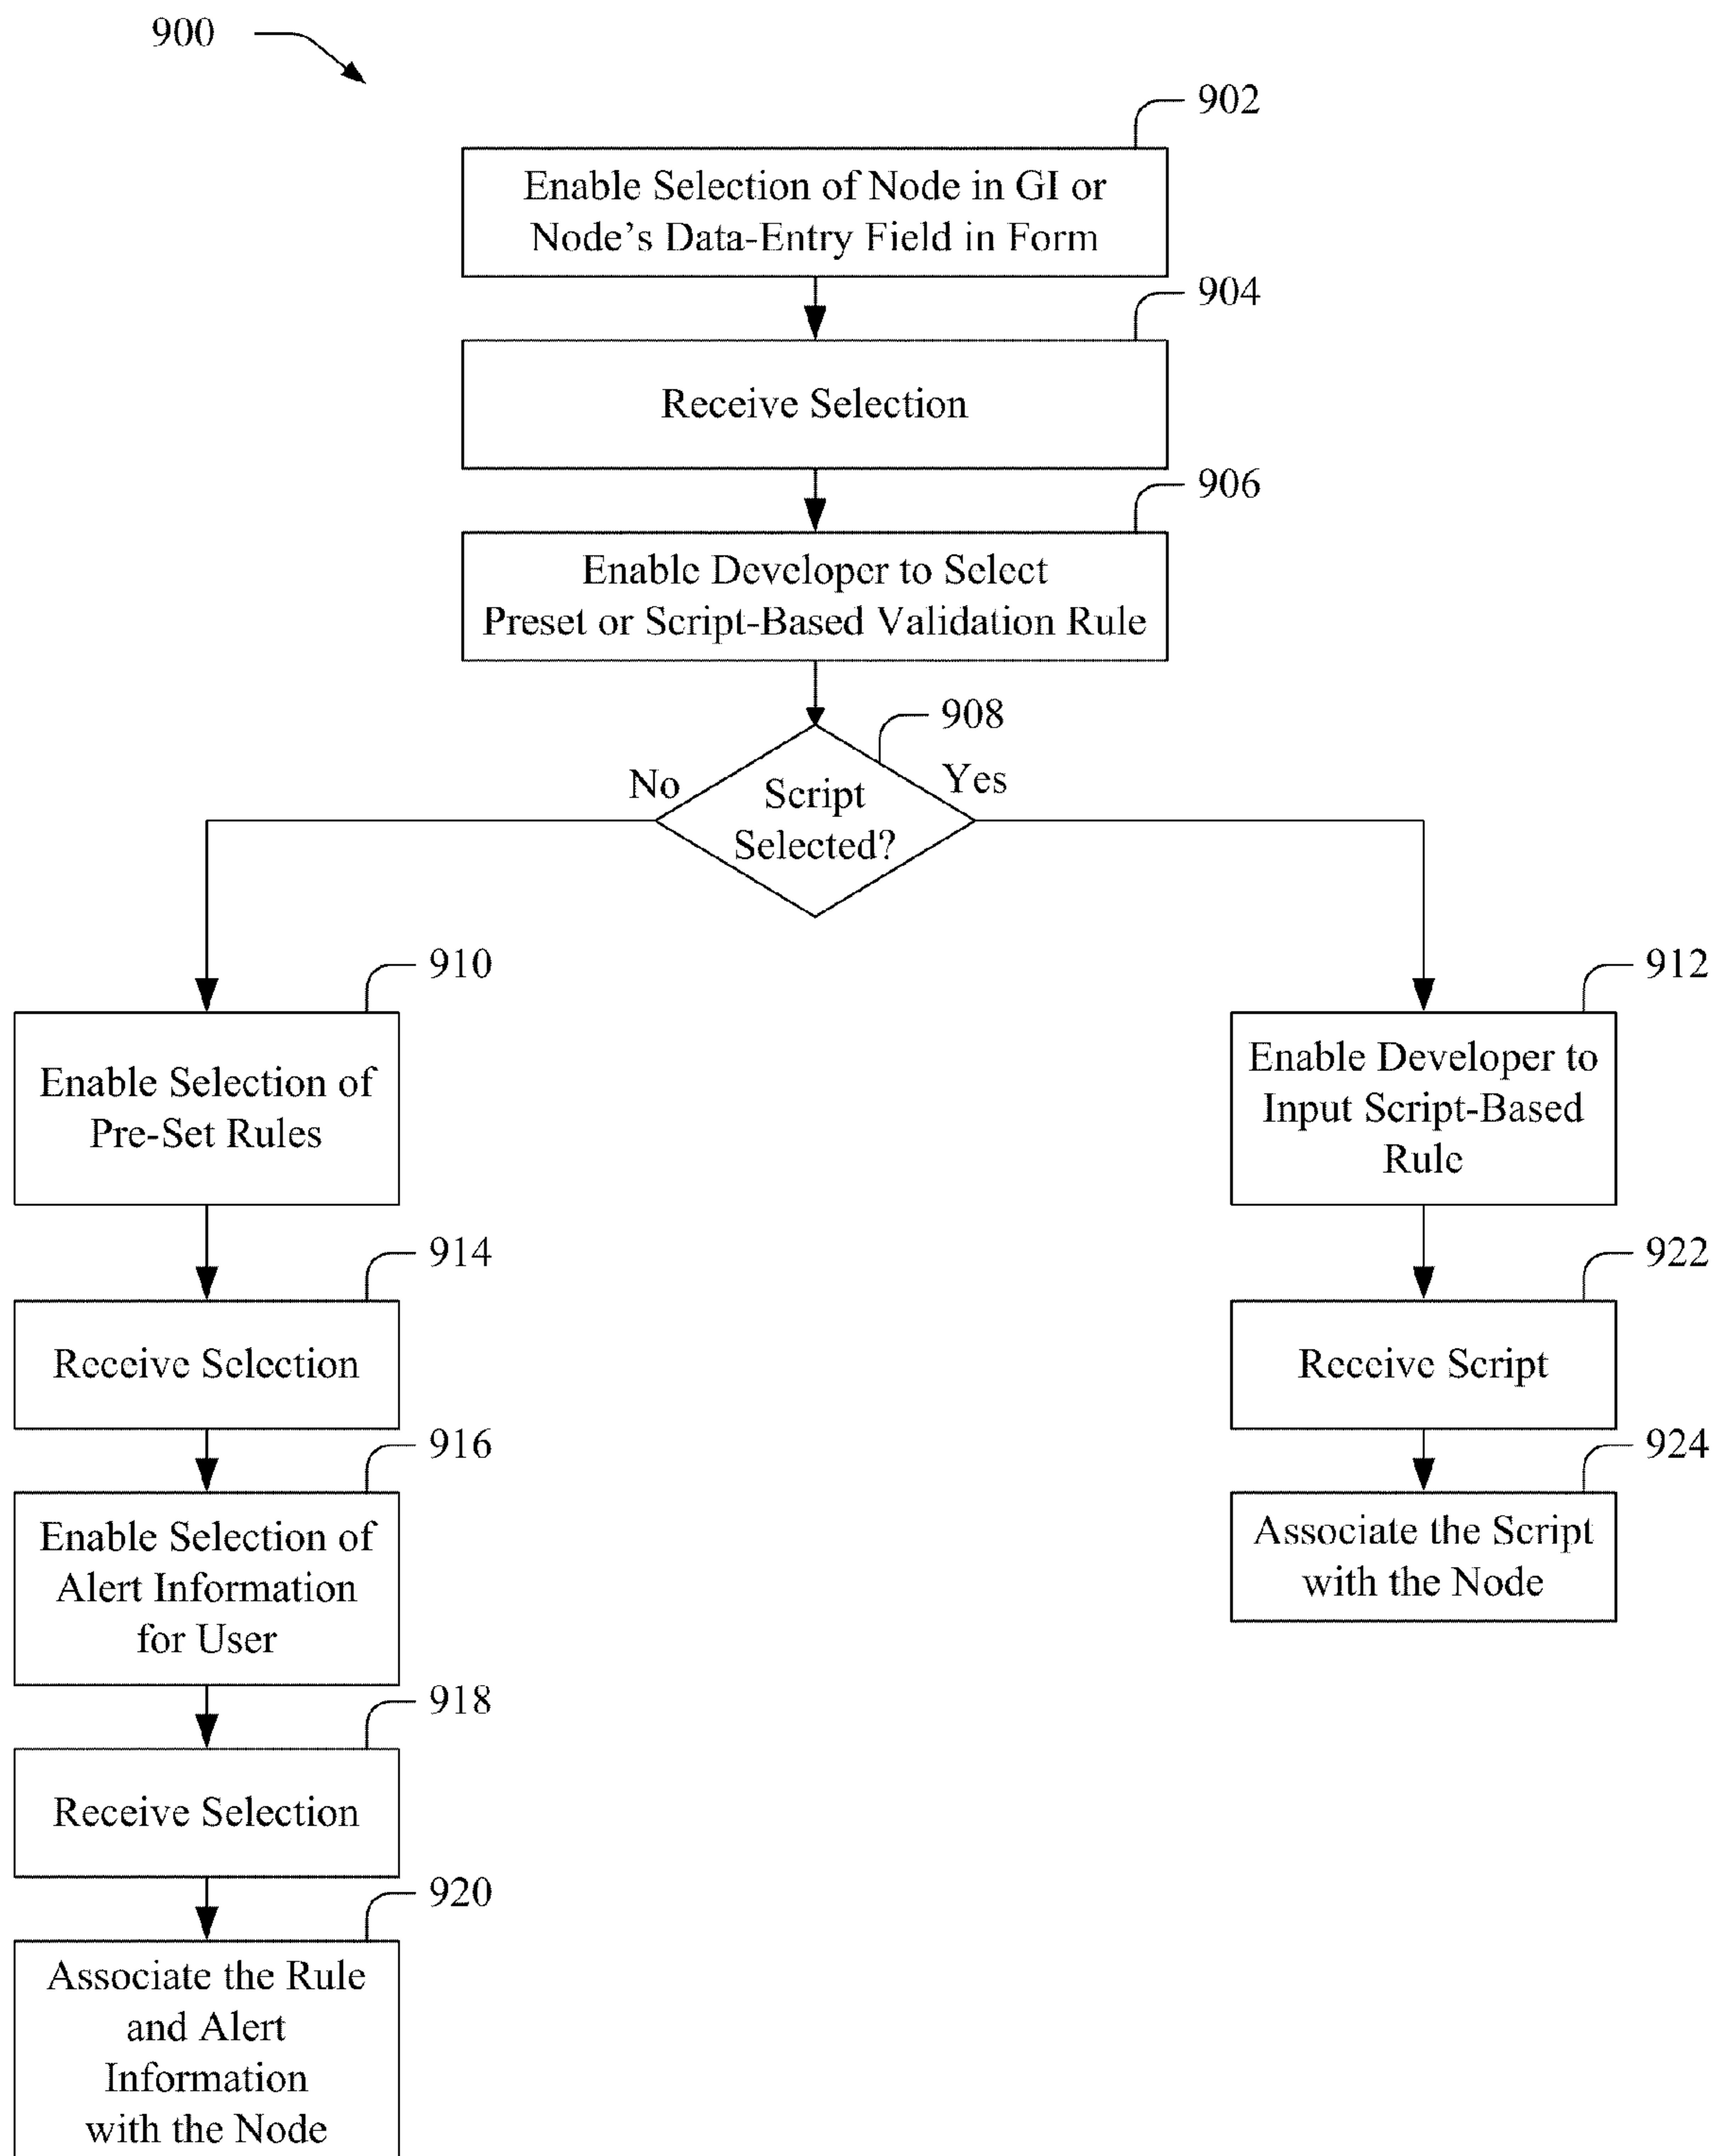 900
902
Enable Selection of Node in GI or
Node's Data-Entry Field in Form
904
Receive Selection
906
Enable Developer to Select
Preset or Script-Based Validation Rule
908
No
Yes
Script
Selected?
910
Enable Selection of
Pre-Set Rules
912
Enable Developer to
Input Script-Based
Rule
914
Receive Selection
922
Receive Script
916
Enable Selection of
Alert Information
for User
924
Associate the Script
with the Node
918
Receive Selection
920
Associate the Rule
and Alert
Information
with the Node